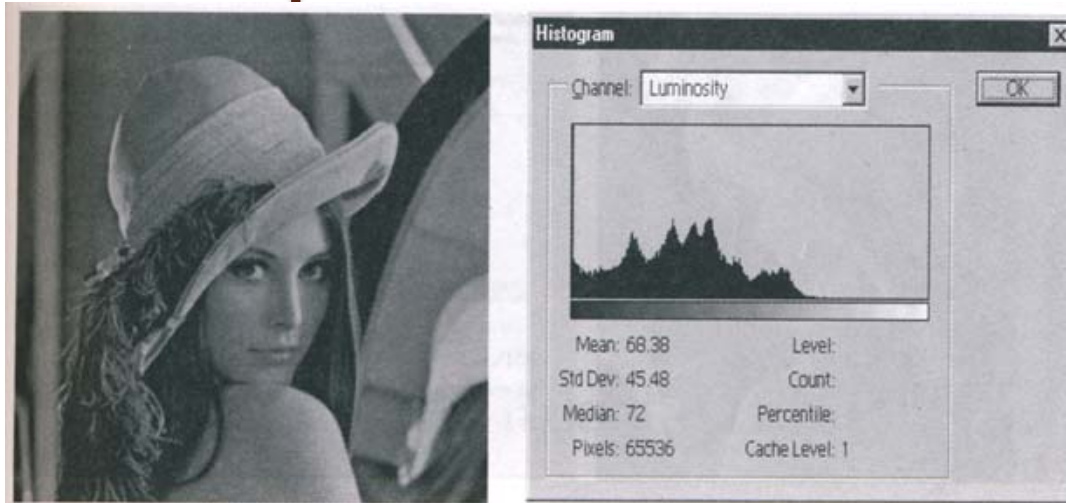 Histogram
Channel: Luminosity
OK
Mean: 68.38
Level:
Std Dev: 45.48
Count:
Median: 72
Percentile:
Pixels: 65536
Cache Level: 1